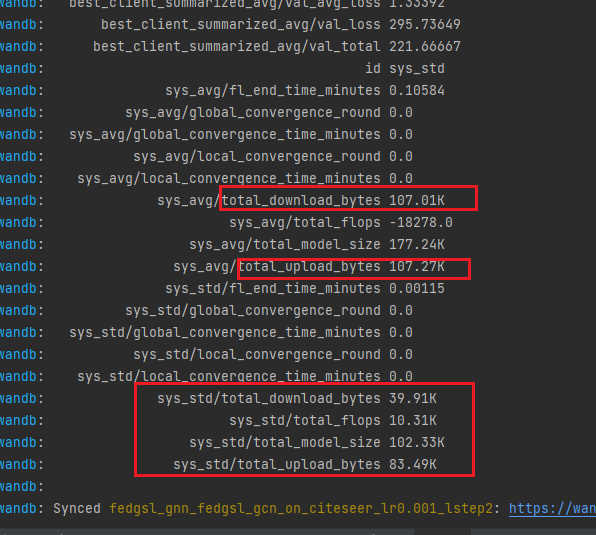 wandb: best_client_summarized_avg/val_avg_loss 1.33392
wandb: best_client_summarized_avg/val_loss 295.73649
wandb: best_client_summarized_avg/val_total 221.66667
wandb: id sys_std
wandb: sys_avg/fl_end_time_minutes 0.10584
wandb: sys_avg/global_convergence_round 0.0
wandb: sys_avg/global_convergence_time_minutes 0.0
wandb: sys_avg/local_convergence_round 0.0
wandb: sys_avg/local_convergence_time_minutes 0.0
wandb: sys_avg/total_download_bytes 107.01K
wandb: sys_avg/total_flops -18278.0
wandb: sys_avg/total_model_size 177.24K
wandb: sys_avg/total_upload_bytes 107.27K
wandb: sys_std/fl_end_time_minutes 0.00115
wandb: sys_std/global_convergence_round 0.0
wandb: sys_std/global_convergence_time_minutes 0.0
wandb: sys_std/local_convergence_round 0.0
wandb: sys_std/local_convergence_time_minutes 0.0
wandb: sys_std/total_download_bytes 39.91K
wandb: sys_std/total_flops 10.31K
wandb: sys_std/total_model_size 102.33K
wandb: sys_std/total_upload_bytes 83.49K
wandb:
wandb: Synced fedgsl_gnn_fedgsl_gcn_on_citeseer_lr0.001_lstep2: https://wan